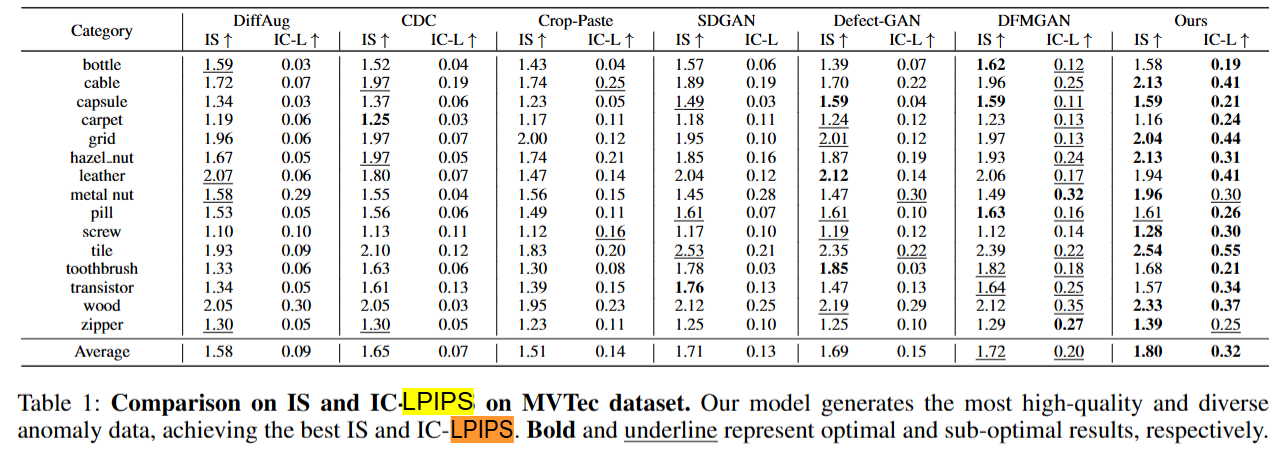 Category DiffAug CDC Crop-Paste SDGAN Defect-GAN DFMGAN Ours
IS ↑ IC-L ↑ IS ↑ IC-L ↑ IS ↑ IC-L ↑ IS ↑ IC-L IS ↑ IC-L ↑ IS ↑ IC-L ↑ IS ↑ IC-L ↑
bottle 1.59 0.03 1.52 0.04 1.43 0.04 1.57 0.06 1.39 0.07 1.62 0.12 1.58 0.19
cable 1.72 0.07 1.97 0.19 1.74 0.25 1.89 0.19 1.70 0.22 1.96 0.25 2.13 0.41
capsule 1.34 0.03 1.37 0.06 1.23 0.05 1.49 0.03 1.59 0.04 1.59 0.11 1.59 0.21
carpet 1.19 0.06 1.25 0.03 1.17 0.11 1.18 0.11 1.24 0.12 1.23 0.13 1.16 0.24
grid 1.96 0.06 1.97 0.07 2.00 0.12 1.95 0.10 2.01 0.12 1.97 0.13 2.04 0.44
hazel_nut 1.67 0.05 1.97 0.05 1.74 0.21 1.85 0.16 1.87 0.19 1.93 0.24 2.13 0.31
leather 2.07 0.06 1.80 0.07 1.47 0.14 2.04 0.12 2.12 0.14 2.06 0.17 1.94 0.41
metal nut 1.58 0.29 1.55 0.04 1.56 0.15 1.45 0.28 1.47 0.30 1.49 0.32 1.96 0.30
pill 1.53 0.05 1.56 0.06 1.49 0.11 1.61 0.07 1.61 0.10 1.63 0.16 1.61 0.26
screw 1.10 0.10 1.13 0.11 1.12 0.16 1.17 0.10 1.19 0.12 1.12 0.14 1.28 0.30
tile 1.93 0.09 2.10 0.12 1.83 0.20 2.53 0.21 2.35 0.22 2.39 0.22 2.54 0.55
toothbrush 1.33 0.06 1.63 0.06 1.30 0.08 1.78 0.03 1.85 0.03 1.82 0.18 1.68 0.21
transistor 1.34 0.05 1.61 0.13 1.39 0.15 1.76 0.13 1.47 0.13 1.64 0.25 1.57 0.34
wood 2.05 0.30 2.05 0.03 1.95 0.23 2.12 0.25 2.19 0.29 2.12 0.35 2.33 0.37
zipper 1.30 0.05 1.30 0.05 1.23 0.11 1.25 0.10 1.25 0.10 1.29 0.27 1.39 0.25
Average 1.58 0.09 1.65 0.07 1.51 0.14 1.71 0.13 1.69 0.15 1.72 0.20 1.80 0.32
Table 1: Comparison on IS and IC-LPIPS on MVTec dataset. Our model generates the most high-quality and diverse
anomaly data, achieving the best IS and IC-LPIPS. Bold and underline represent optimal and sub-optimal results, respectively.